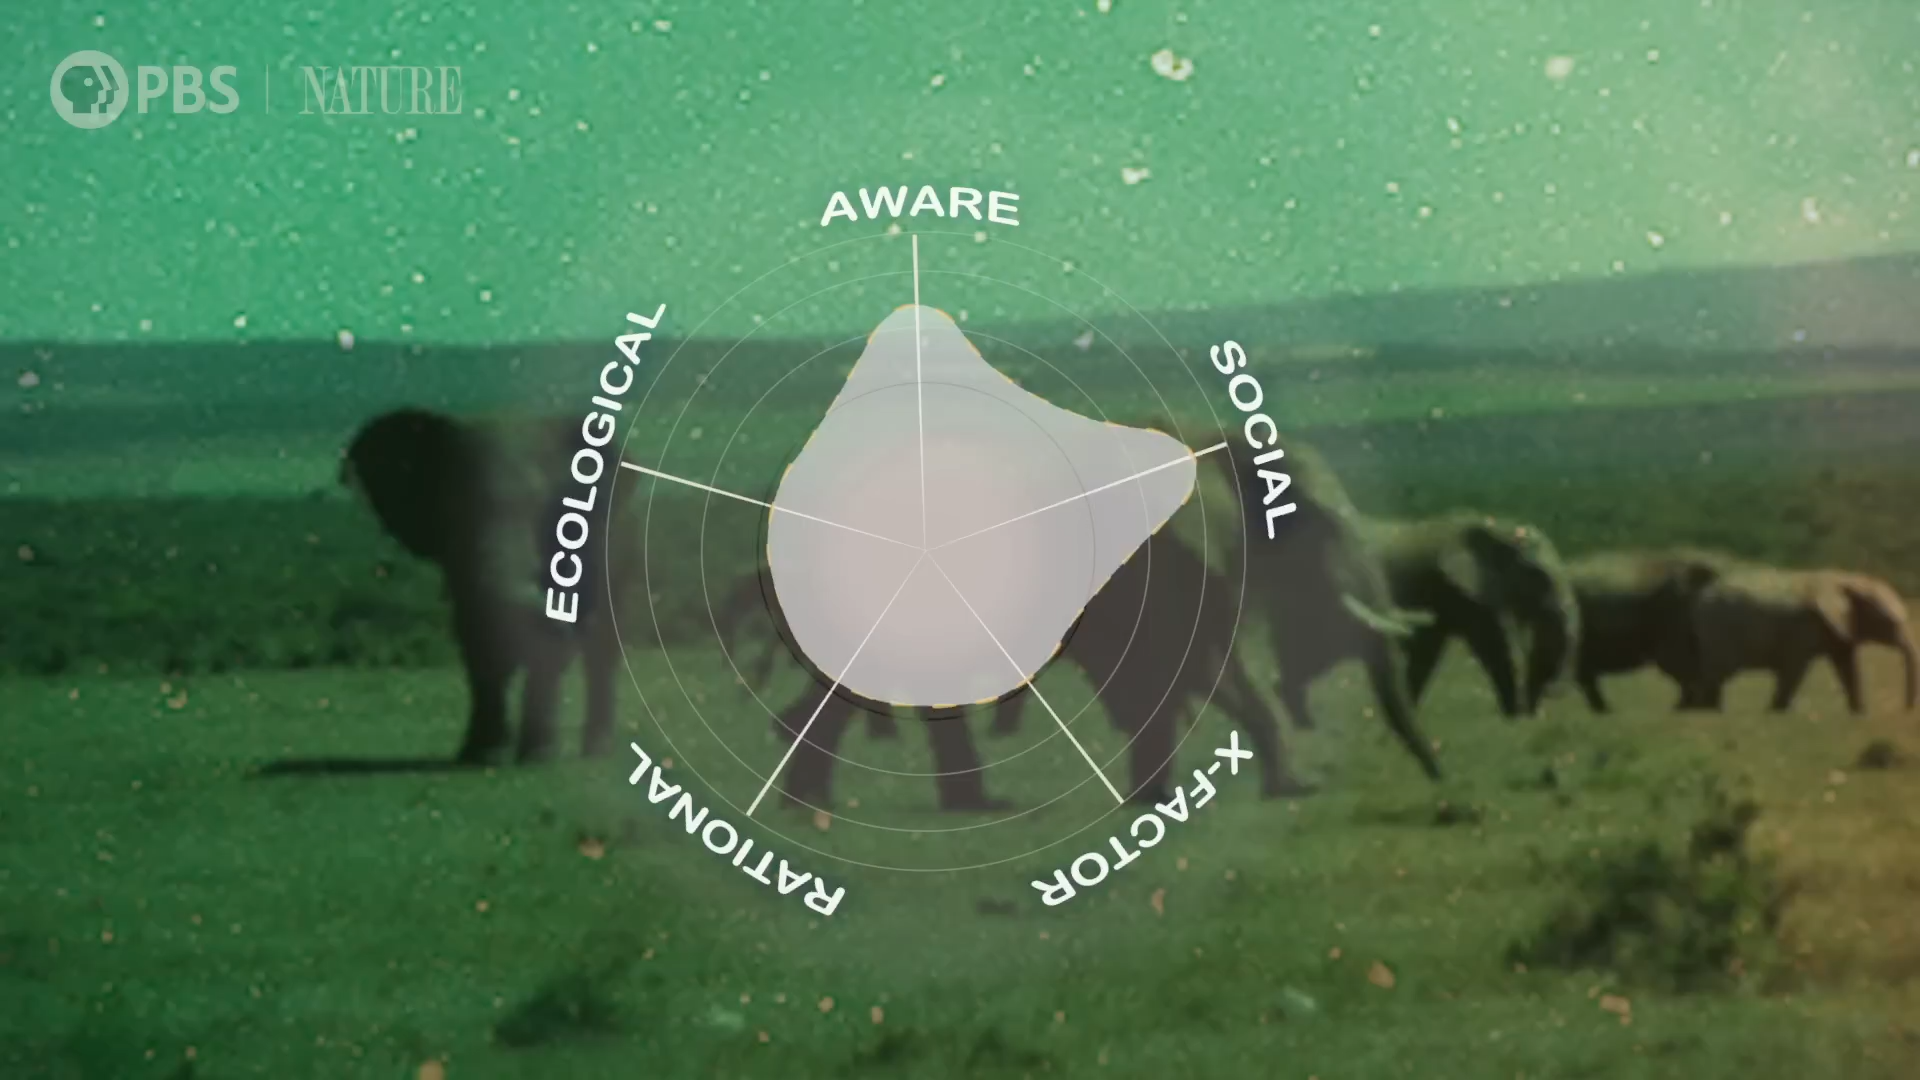 PBS | NATURE
AWARE
SOCIAL
ECOLOGICAL
RATIONAL
X-FACTOR